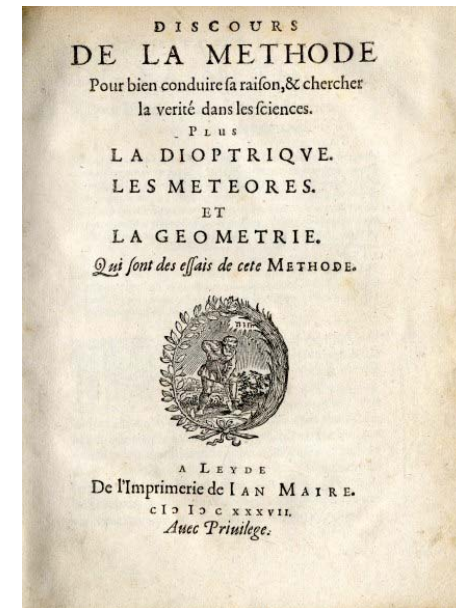 DISCOURS
DE LA METHODE
Pour bien conduire ſa raiſon, & chercher
la verité dans les ſciences.
PLUS
LA DIOPTRIQVE.
LES METEORES.
ET
LA GEOMETRIE.
Qui ſont des eſſais de cete METHODE.
A LEYDE
De l'Imprimerie de IAN MAIRE.
cIↃ IↃ C XXXVII.
Auec Priuilege.